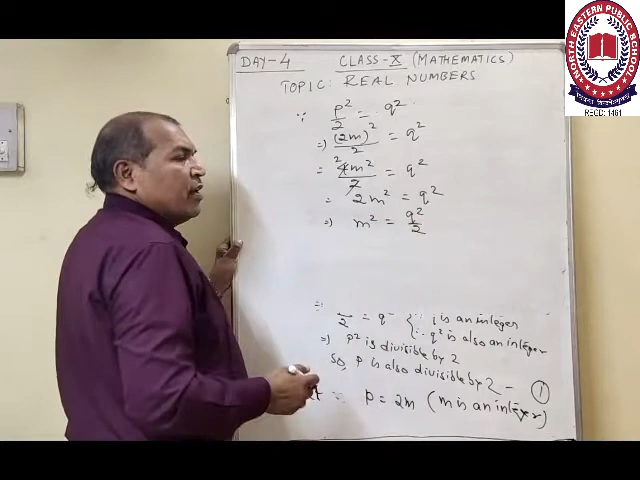 DAY-4
CLASS-X (MATHEMATICS)
TOPIC: REAL NUMBERS
∵ p²/2 = q²
⇒ (2m)²/2 = q²
= 4m²/2 = q²
= 2m² = q²
⇒ m² = q²/2
2 = q {∵ q is an integer
∴ q² is also an integer
⇒ p² is divisible by 2
So, p is also divisible by 2 – ①
∵ p = 2m (m is an integer)
NORTH EASTERN PUBLIC SCHOOL
REGD: 1461